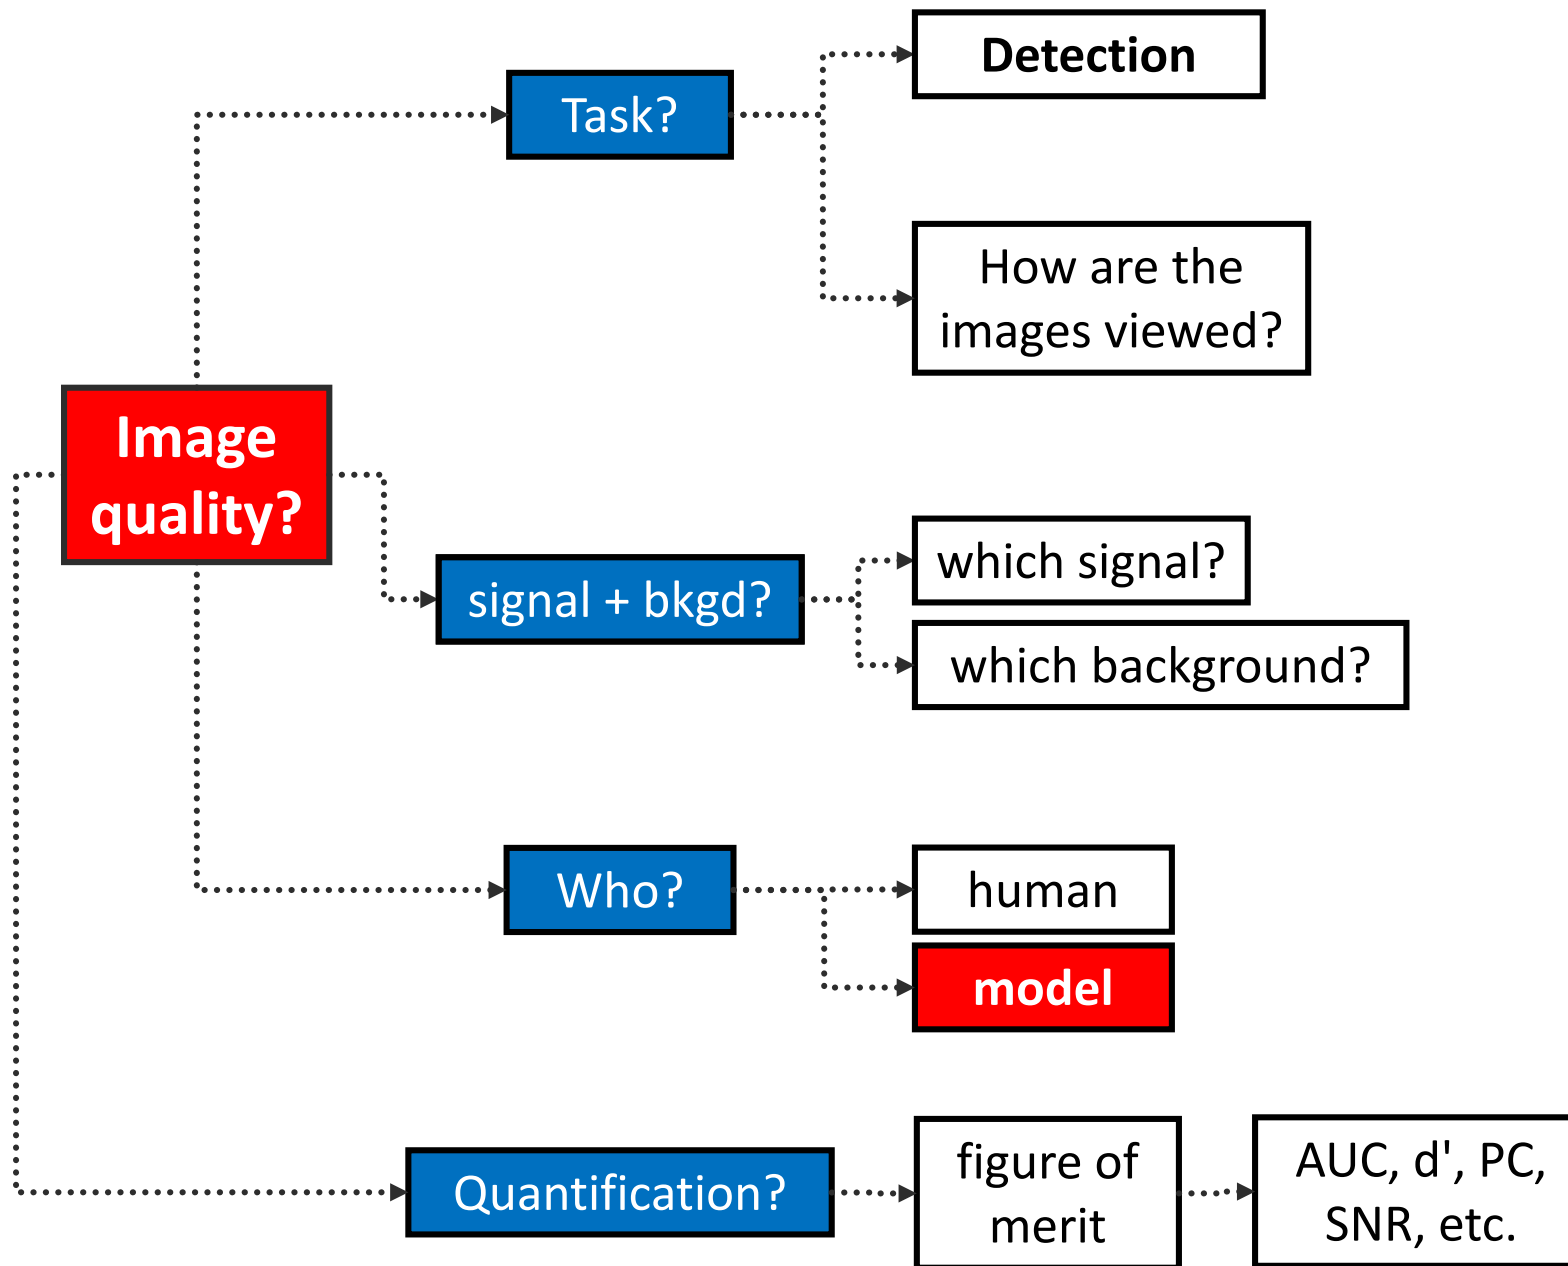 Detection
Task?
How are the
images viewed?
Image
quality?
which signal?
signal + bkgd?
which background?
Who?
human
model
Quantification?
figure of
merit
AUC, d', PC,
SNR, etc.